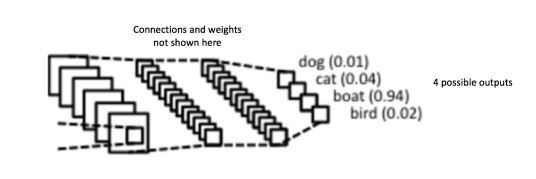 Connections and weights
not shown here
dog (0.01)
cat (0.04)
boat (0.94)
bird (0.02)
4 possible outputs